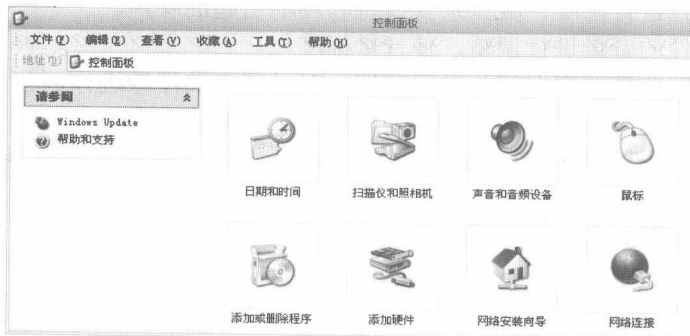 控制面板
文件(F) 编辑(E) 查看(V) 收藏(A) 工具(T) 帮助(H)
地址(D) 控制面板
请参阅
Windows Update
帮助和支持
日期和时间 扫描仪和照相机 声音和音频设备 鼠标
添加或删除程序 添加硬件 网络安装向导 网络连接